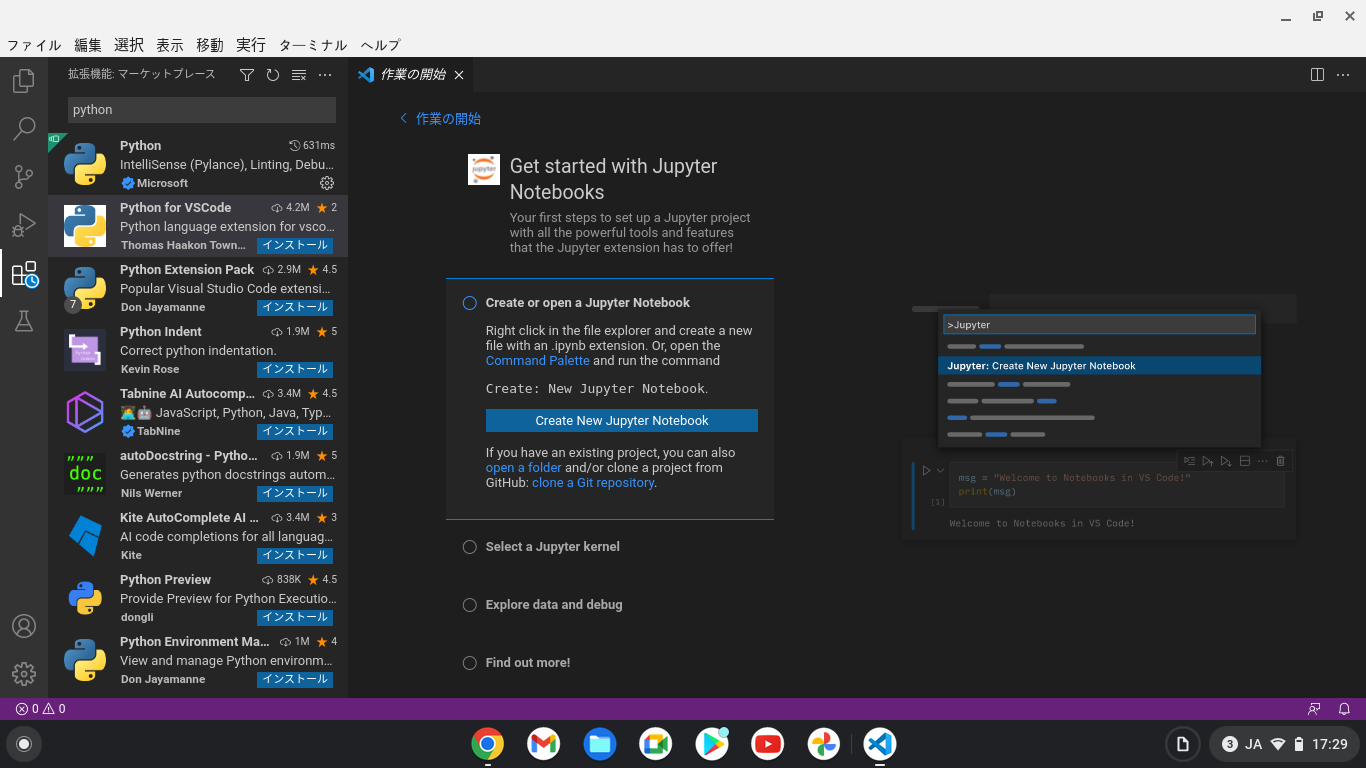 ファイル 編集 選択 表示 移動 実行 ターミナル ヘルプ
拡張機能: マーケットプレース
python
Python 631ms
IntelliSense (Pylance), Linting, Debu…
Microsoft
Python for VSCode 4.2M 2
Python language extension for vsco…
Thomas Haakon Town… インストール
Python Extension Pack 2.9M 4.5
Popular Visual Studio Code extensi…
7
Don Jayamanne インストール
Python Indent 1.9M 5
Correct python indentation.
Kevin Rose インストール
Tabnine AI Autocomp… 3.4M 4.5
JavaScript, Python, Java, Typ…
TabNine インストール
autoDocstring - Pytho… 1.9M 5
"""
doc
"""
Generates python docstrings autom…
Nils Werner インストール
Kite AutoComplete AI … 3.4M 3
AI code completions for all languag…
Kite インストール
Python Preview 838K 4.5
Provide Preview for Python Executio…
dongli インストール
Python Environment Ma… 1M 4
View and manage Python environm…
Don Jayamanne インストール
作業の開始
作業の開始
jupyter
Get started with Jupyter
Notebooks
Your first steps to set up a Jupyter project
with all the powerful tools and features
that the Jupyter extension has to offer!
Create or open a Jupyter Notebook
Right click in the file explorer and create a new
file with an .ipynb extension. Or, open the
Command Palette and run the command
Create: New Jupyter Notebook.
Create New Jupyter Notebook
If you have an existing project, you can also
open a folder and/or clone a project from
GitHub: clone a Git repository.
Select a Jupyter kernel
Explore data and debug
Find out more!
>Jupyter
Jupyter: Create New Jupyter Notebook
msg = "Welcome to Notebooks in VS Code!"
print(msg)
[1]
Welcome to Notebooks in VS Code!
0 0
3 JA 17:29